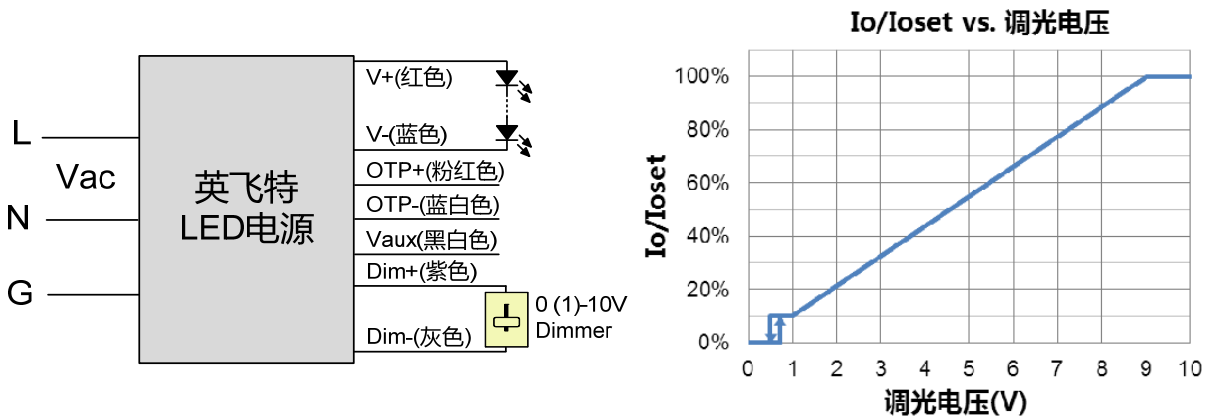 L
Vac
N
G
英飞特
LED电源
V+(红色)
V-(蓝色)
OTP+(粉红色)
OTP-(蓝白色)
Vaux(黑白色)
Dim+(紫色)
Dim-(灰色)
0 (1)-10V
Dimmer
Io/Ioset vs. 调光电压
Io/Ioset
100%
80%
60%
40%
20%
0%
0 1 2 3 4 5 6 7 8 9 10
调光电压(V)